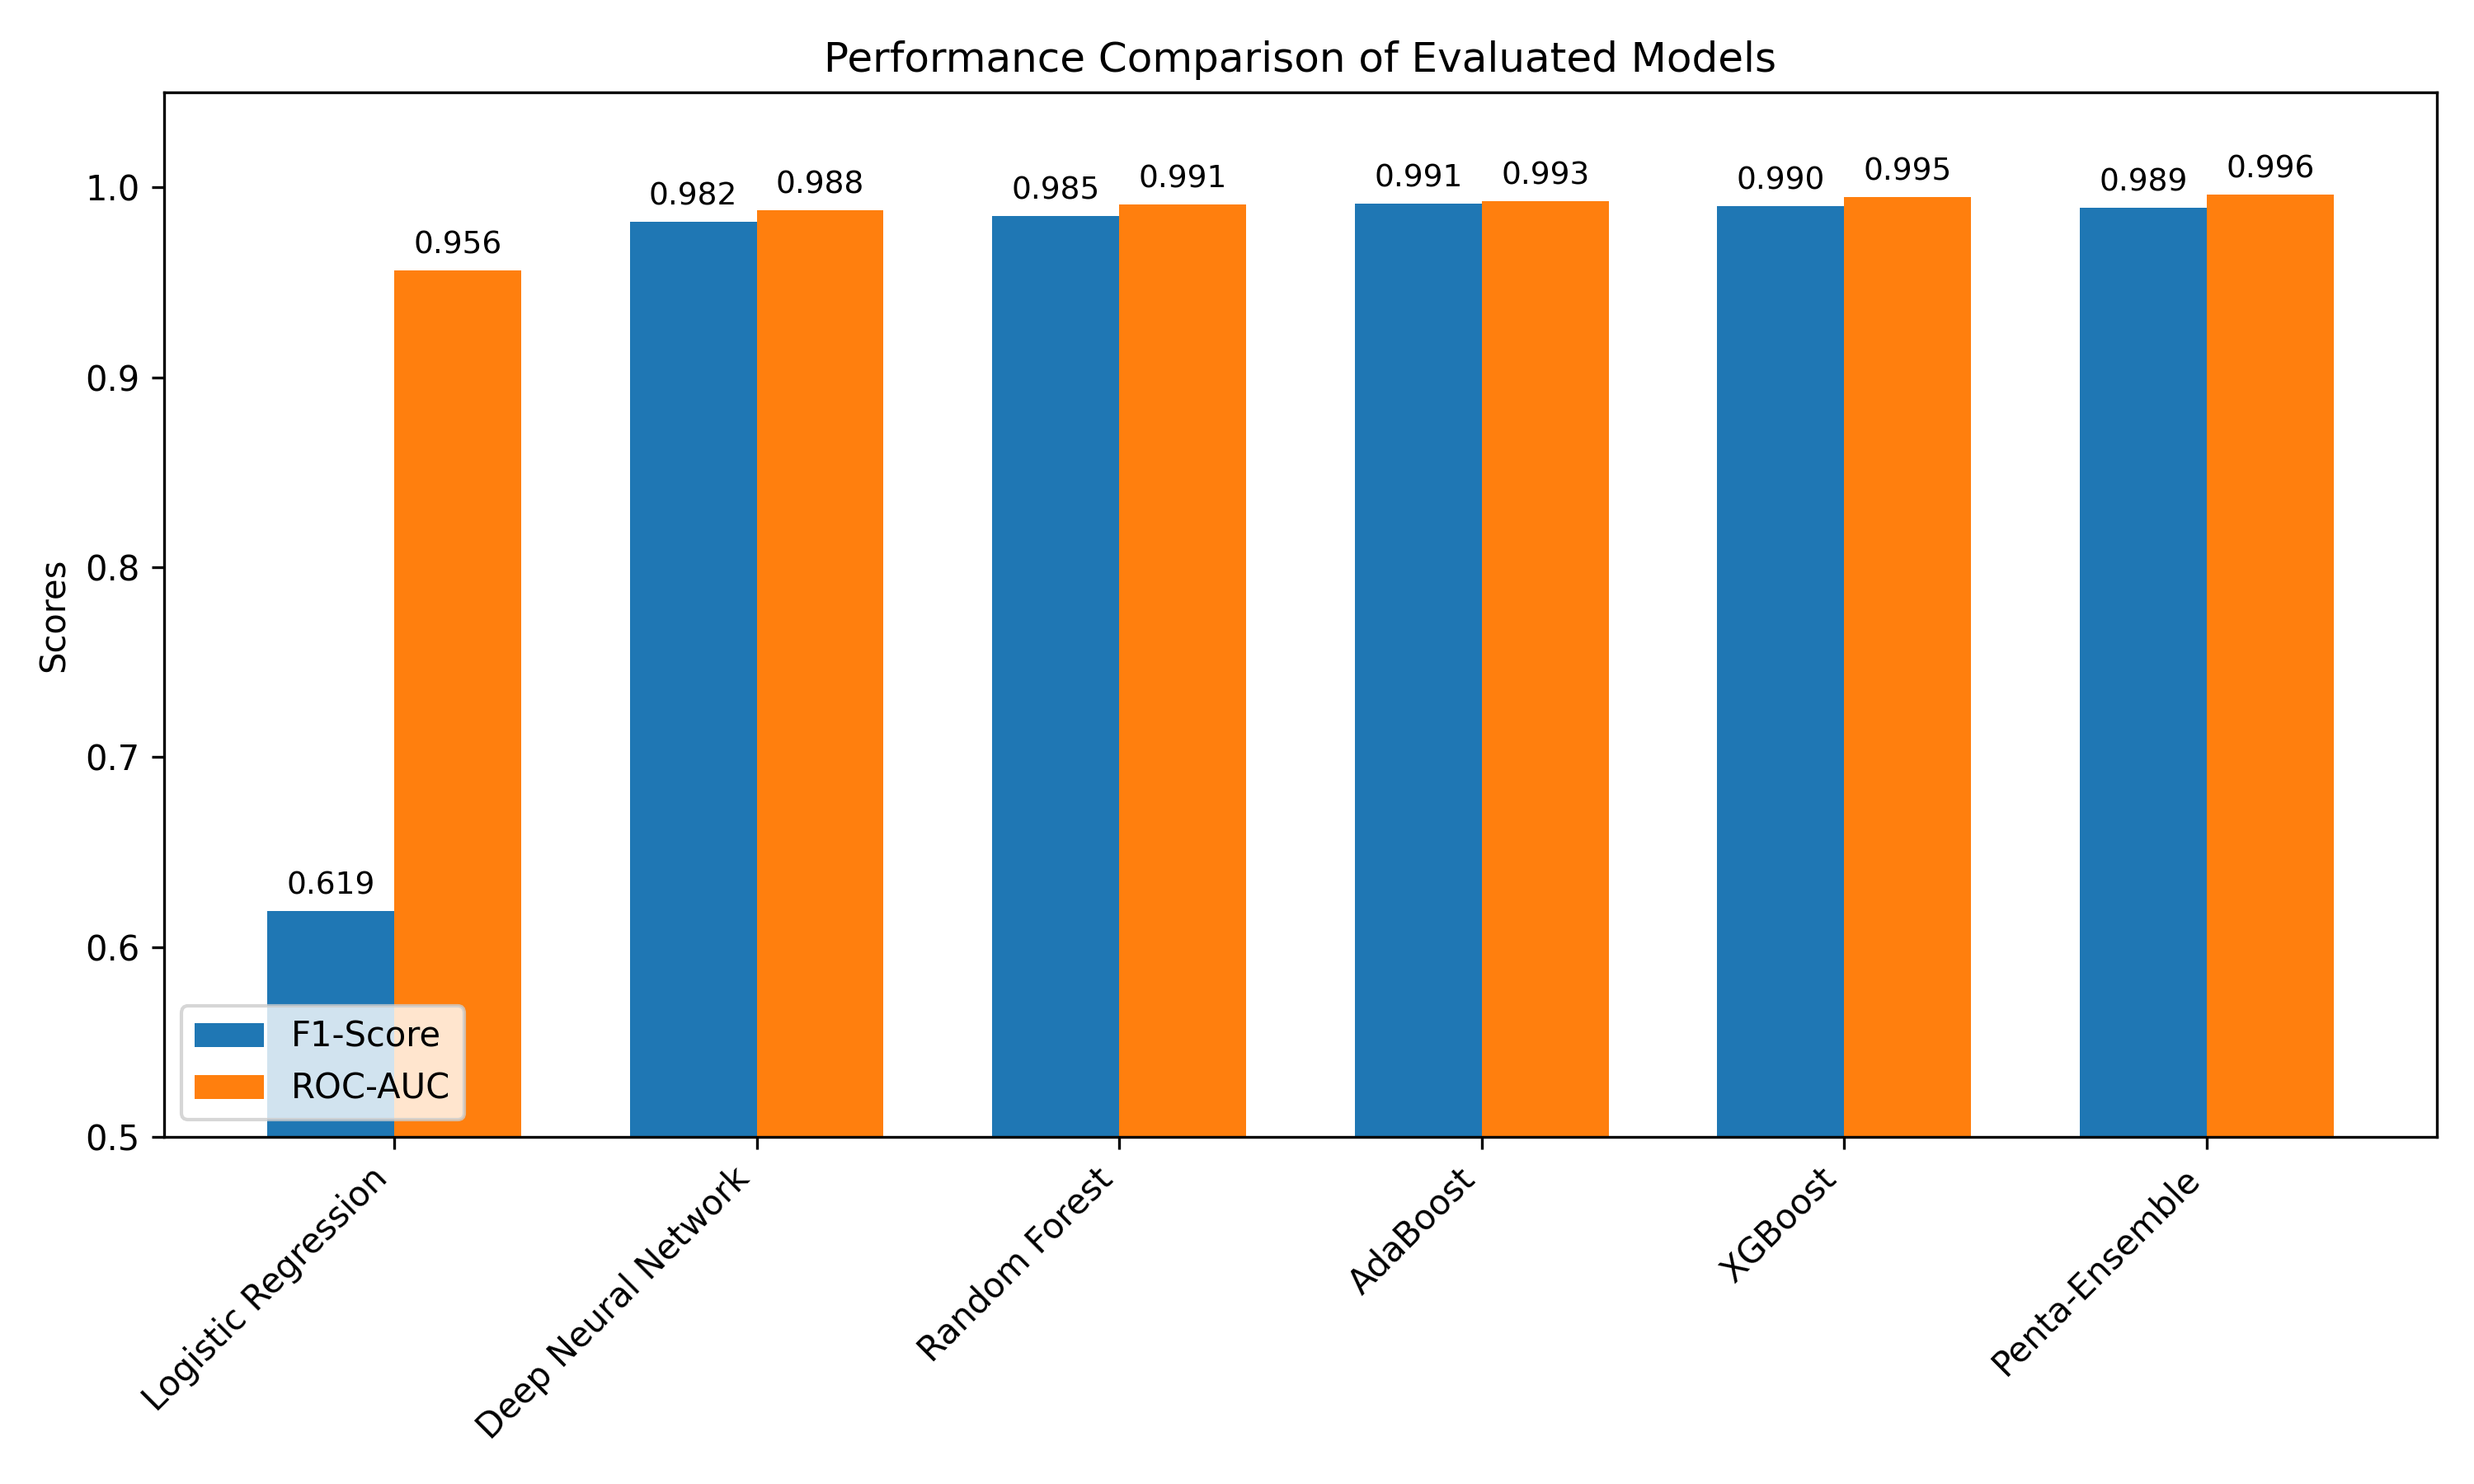 Performance Comparison of Evaluated Models
Scores
1.0
0.9
0.8
0.7
0.6
0.5
0.619
0.956
0.982
0.988
0.985
0.991
0.991
0.993
0.990
0.995
0.989
0.996
F1-Score
ROC-AUC
Logistic Regression
Deep Neural Network
Random Forest
AdaBoost
XGBoost
Penta-Ensemble